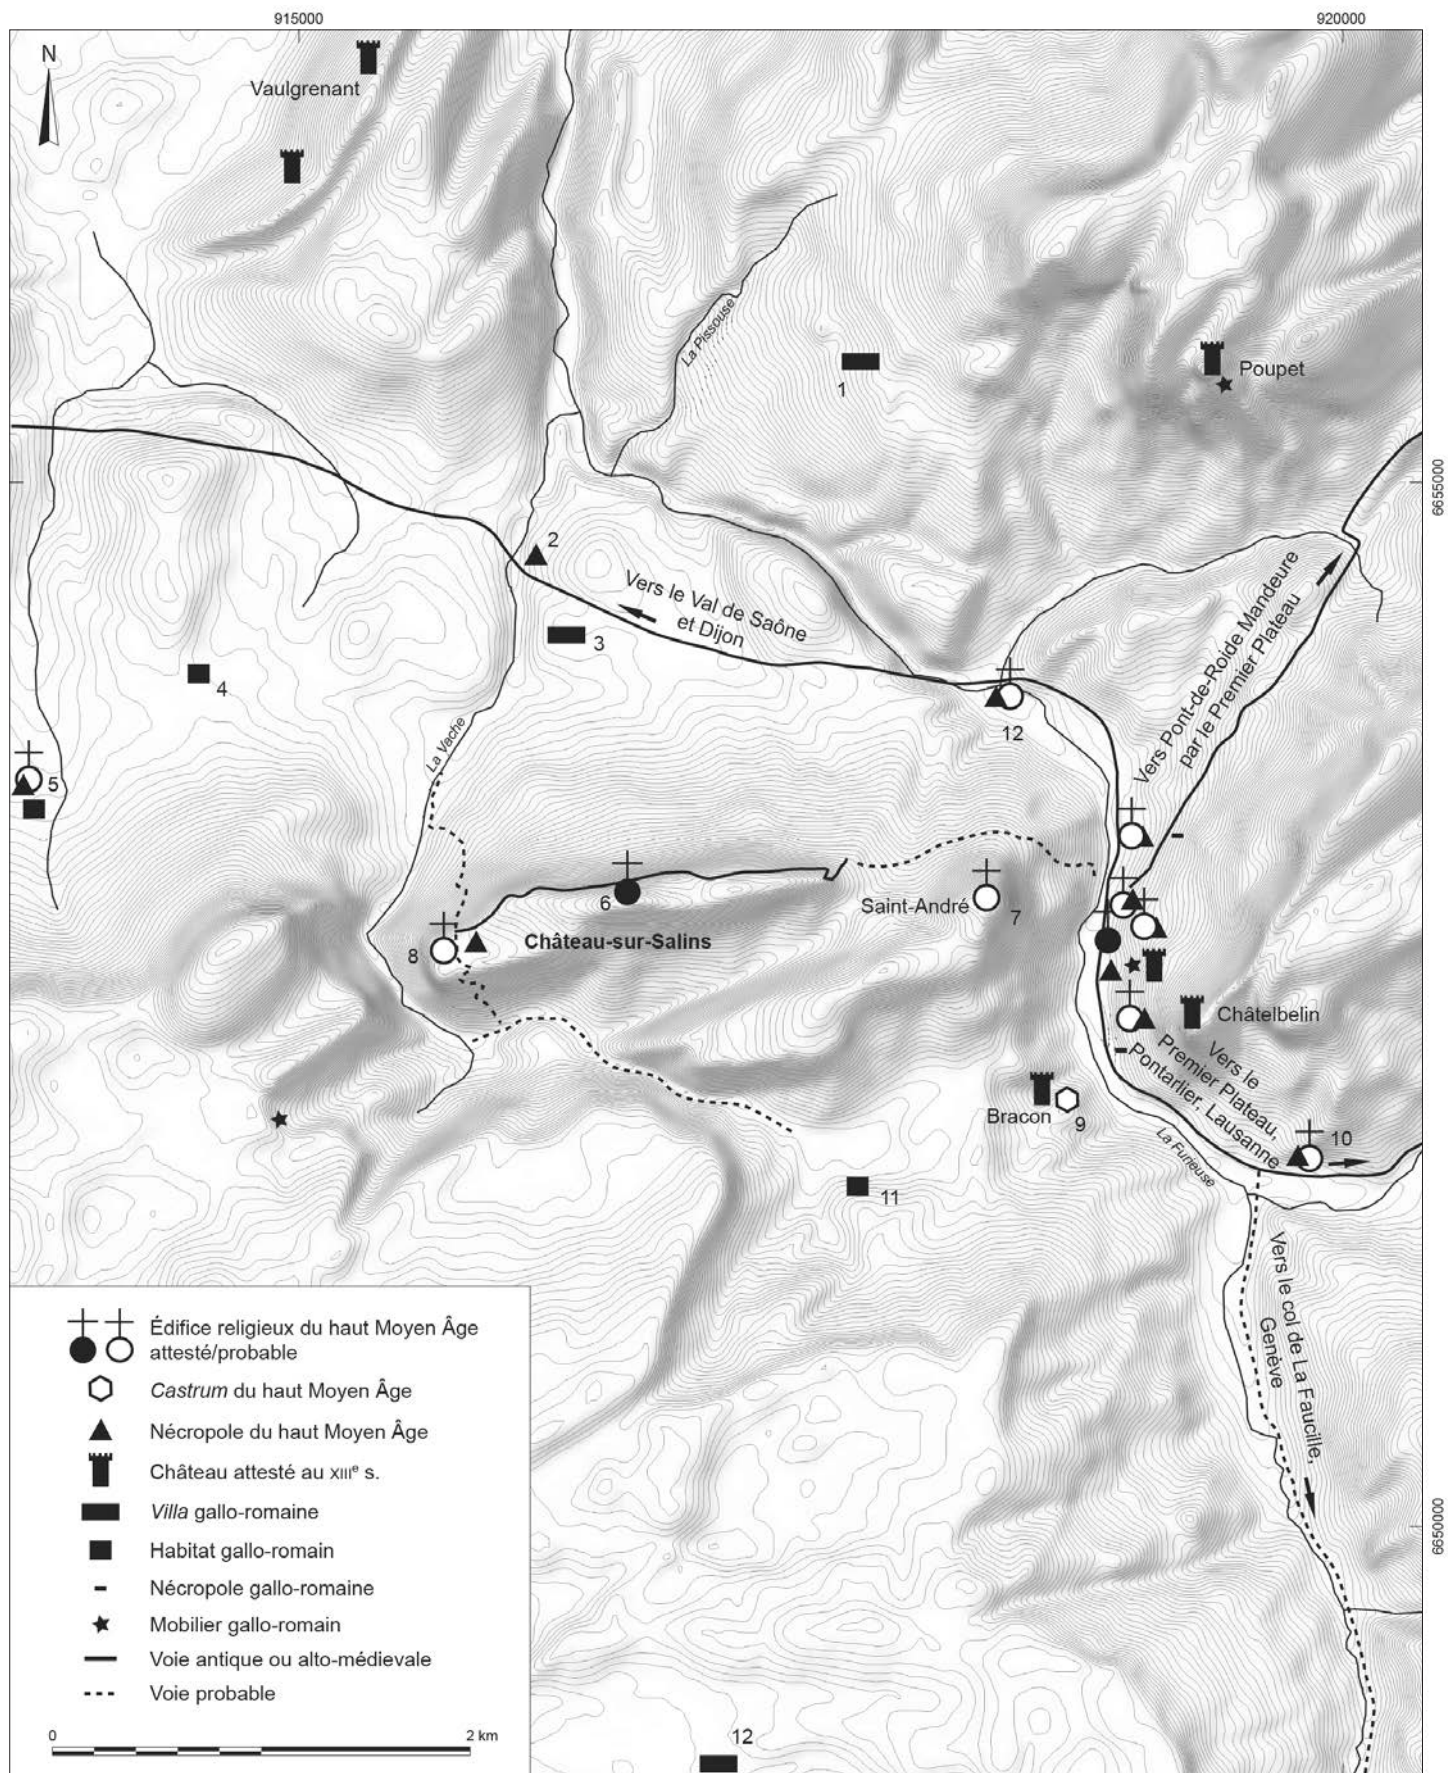 915000
920000
N
Vaulgrenant
La Pissouse
1
Poupet
6655000
2
Vers le Val de Saône
et Dijon
3
Vers Pont-de-Roide Mandeure
par le Premier Plateau
4
12
La Vache
5
6
Saint-André
7
8
Château-sur-Salins
Châtelbelin
Vers le
Premier Plateau,
Pontarlier, Lausanne
Bracon
9
La Furieuse
10
11
Vers le col de La Faucille,
Genève
Édifice religieux du haut Moyen Âge
attesté/probable
Castrum du haut Moyen Âge
Nécropole du haut Moyen Âge
Château attesté au XIIIe s.
Villa gallo-romaine
Habitat gallo-romain
Nécropole gallo-romaine
Mobilier gallo-romain
Voie antique ou alto-médievale
Voie probable
0
2 km
6650000
12